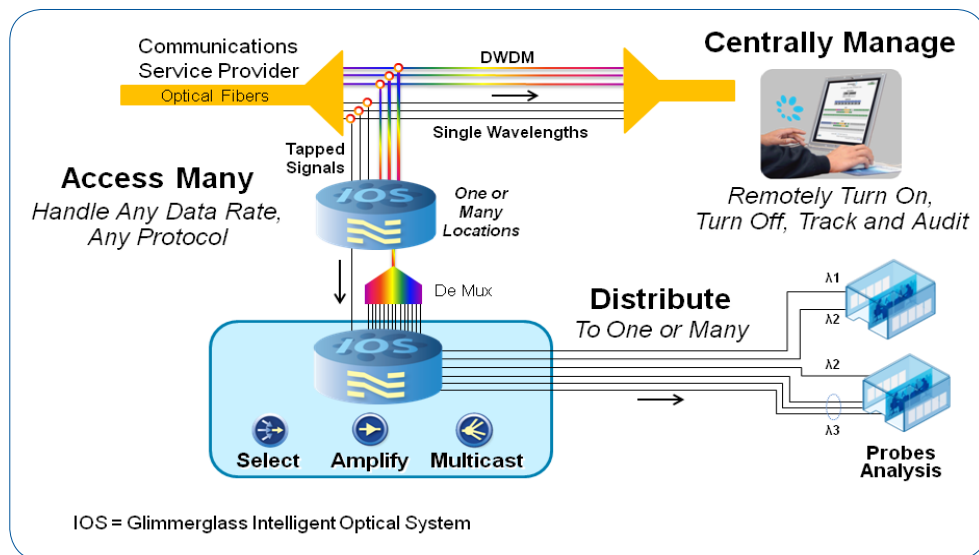 Communications
Service Provider
Optical Fibers
DWDM
Single Wavelengths
Centrally Manage
Remotely Turn On,
Turn Off, Track and Audit
Tapped
Signals
Access Many
Handle Any Data Rate,
Any Protocol
IOS
One or
Many
Locations
De Mux
Distribute
To One or Many
IOS
λ1
λ2
λ2
λ3
Select
Amplify
Multicast
Probes
Analysis
IOS = Glimmerglass Intelligent Optical System